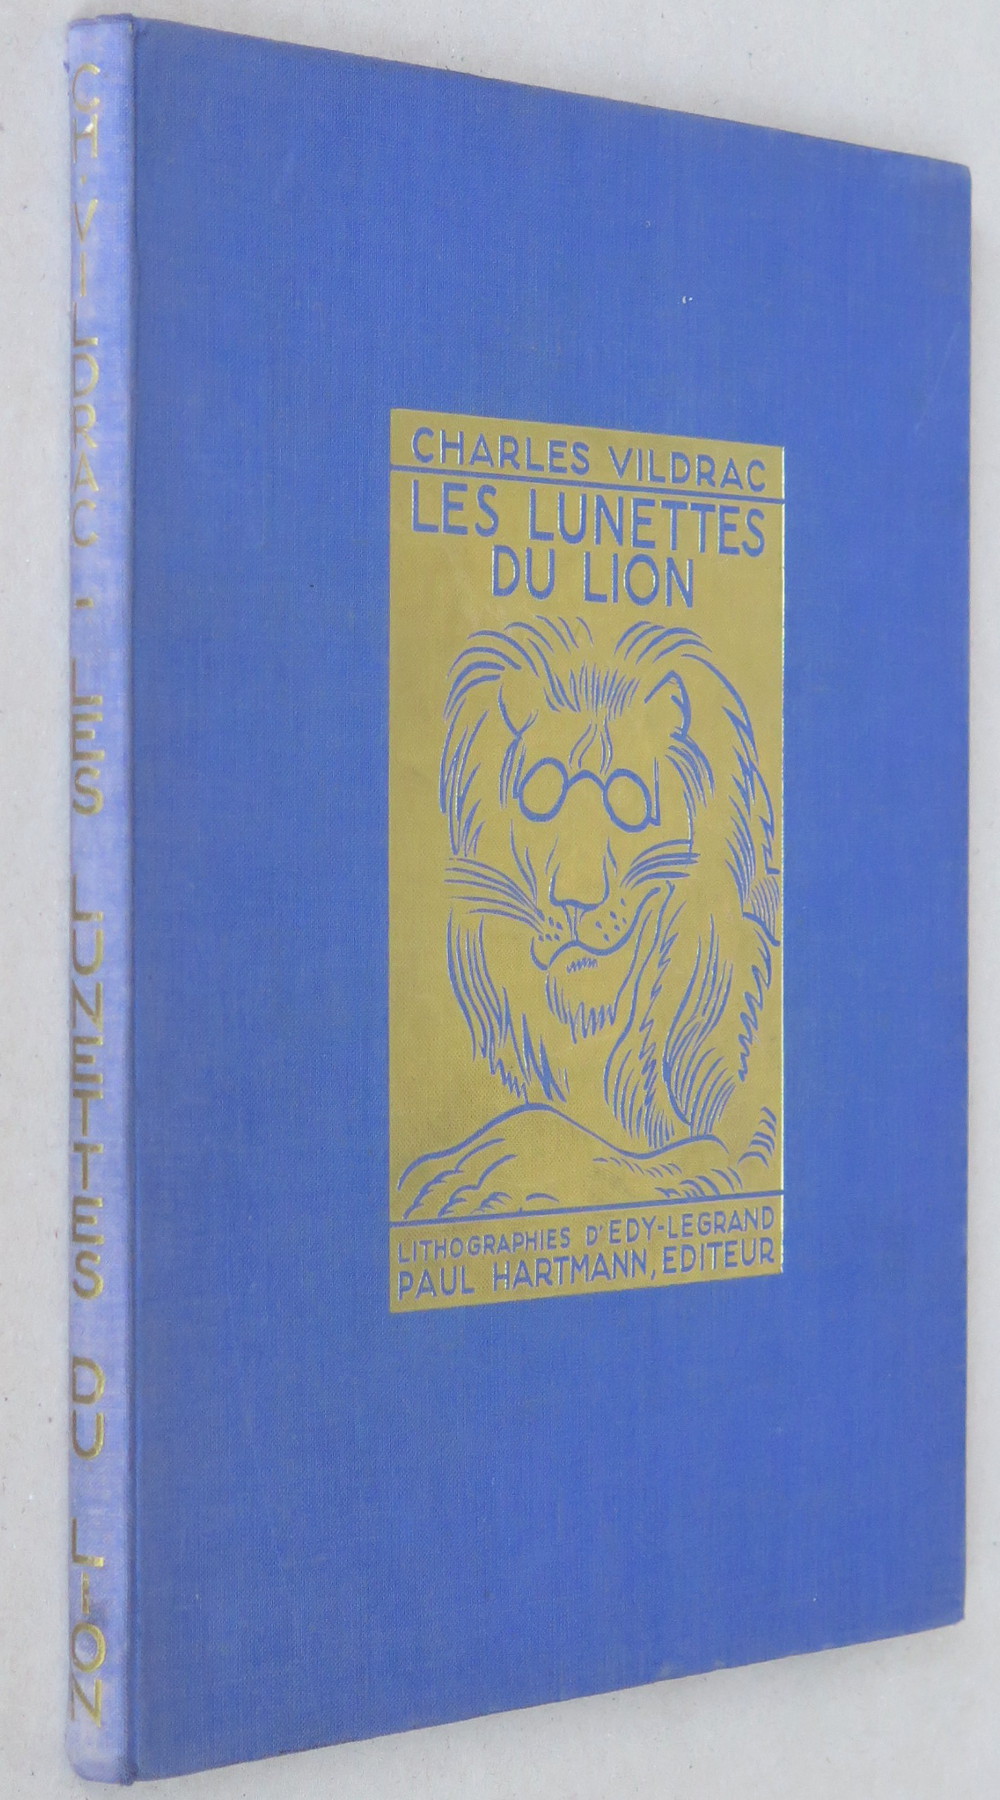 CH. VILDRAC - LES LUNETTES DU LION
CHARLES VILDRAC
LES LUNETTES
DU LION
LITHOGRAPHIES D'EDY-LEGRAND
PAUL HARTMANN, EDITEUR